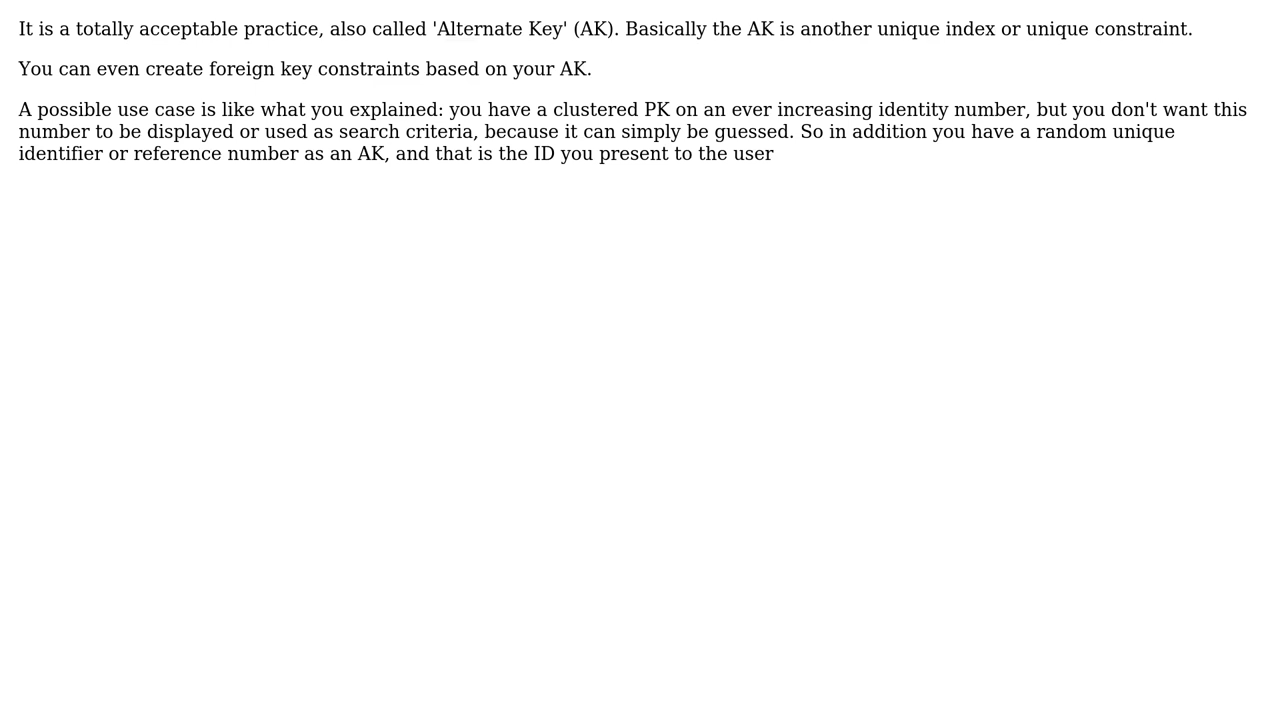 It is a totally acceptable practice, also called 'Alternate Key' (AK). Basically the AK is another unique index or unique constraint.
You can even create foreign key constraints based on your AK.
A possible use case is like what you explained: you have a clustered PK on an ever increasing identity number, but you don't want this
number to be displayed or used as search criteria, because it can simply be guessed. So in addition you have a random unique
identifier or reference number as an AK, and that is the ID you present to the user